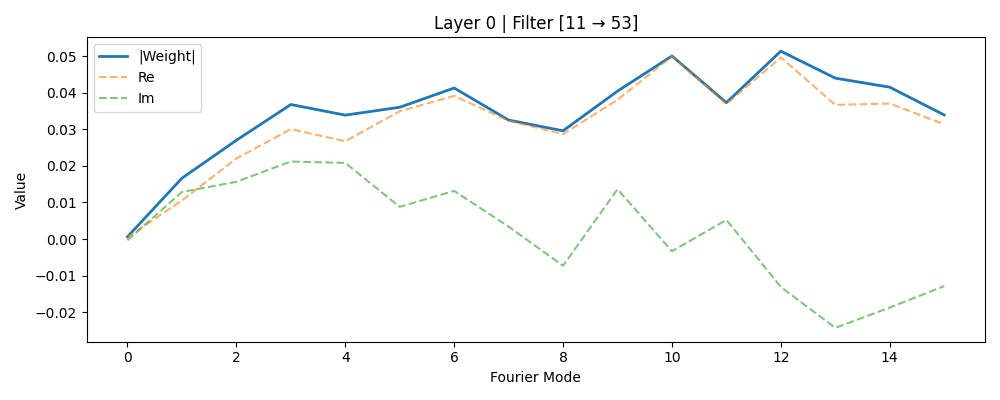 Layer 0 | Filter [11 → 53]
|Weight|
Re
Im
Value
0.05
0.04
0.03
0.02
0.01
0.00
−0.01
−0.02
0 2 4 6 8 10 12 14
Fourier Mode